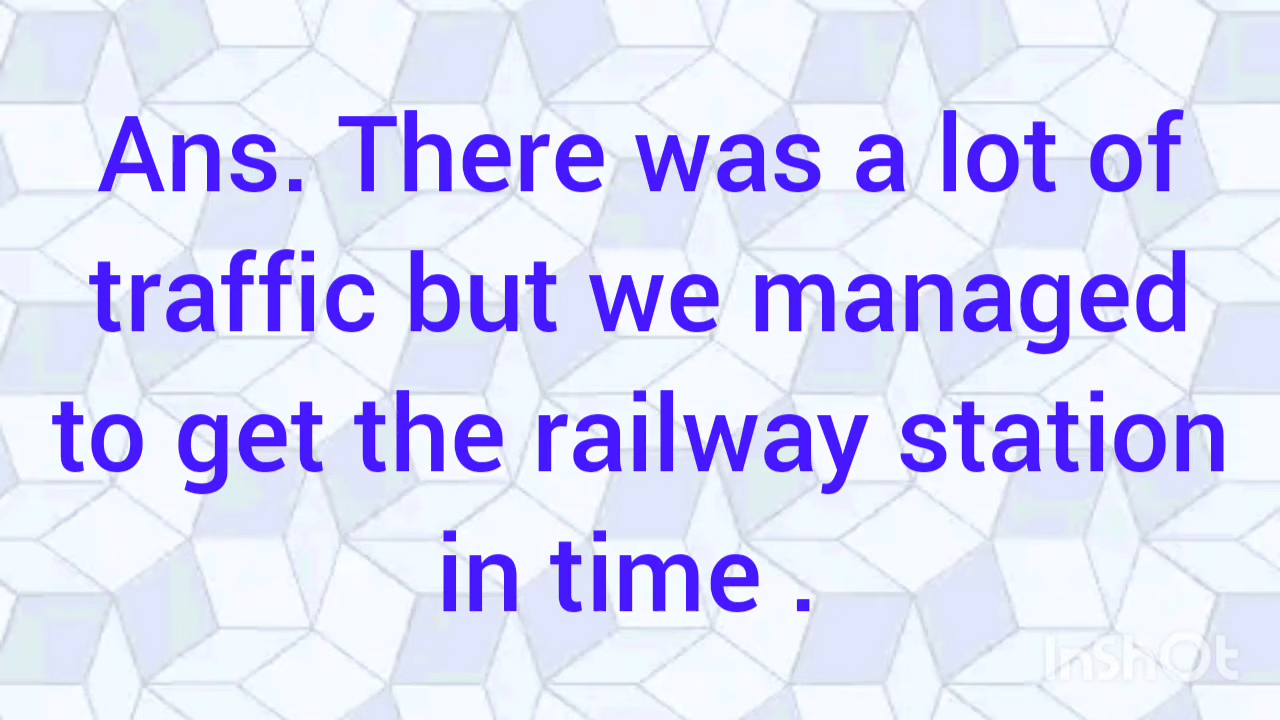 Ans. There was a lot of
traffic but we managed
to get the railway station
in time .
InShOt